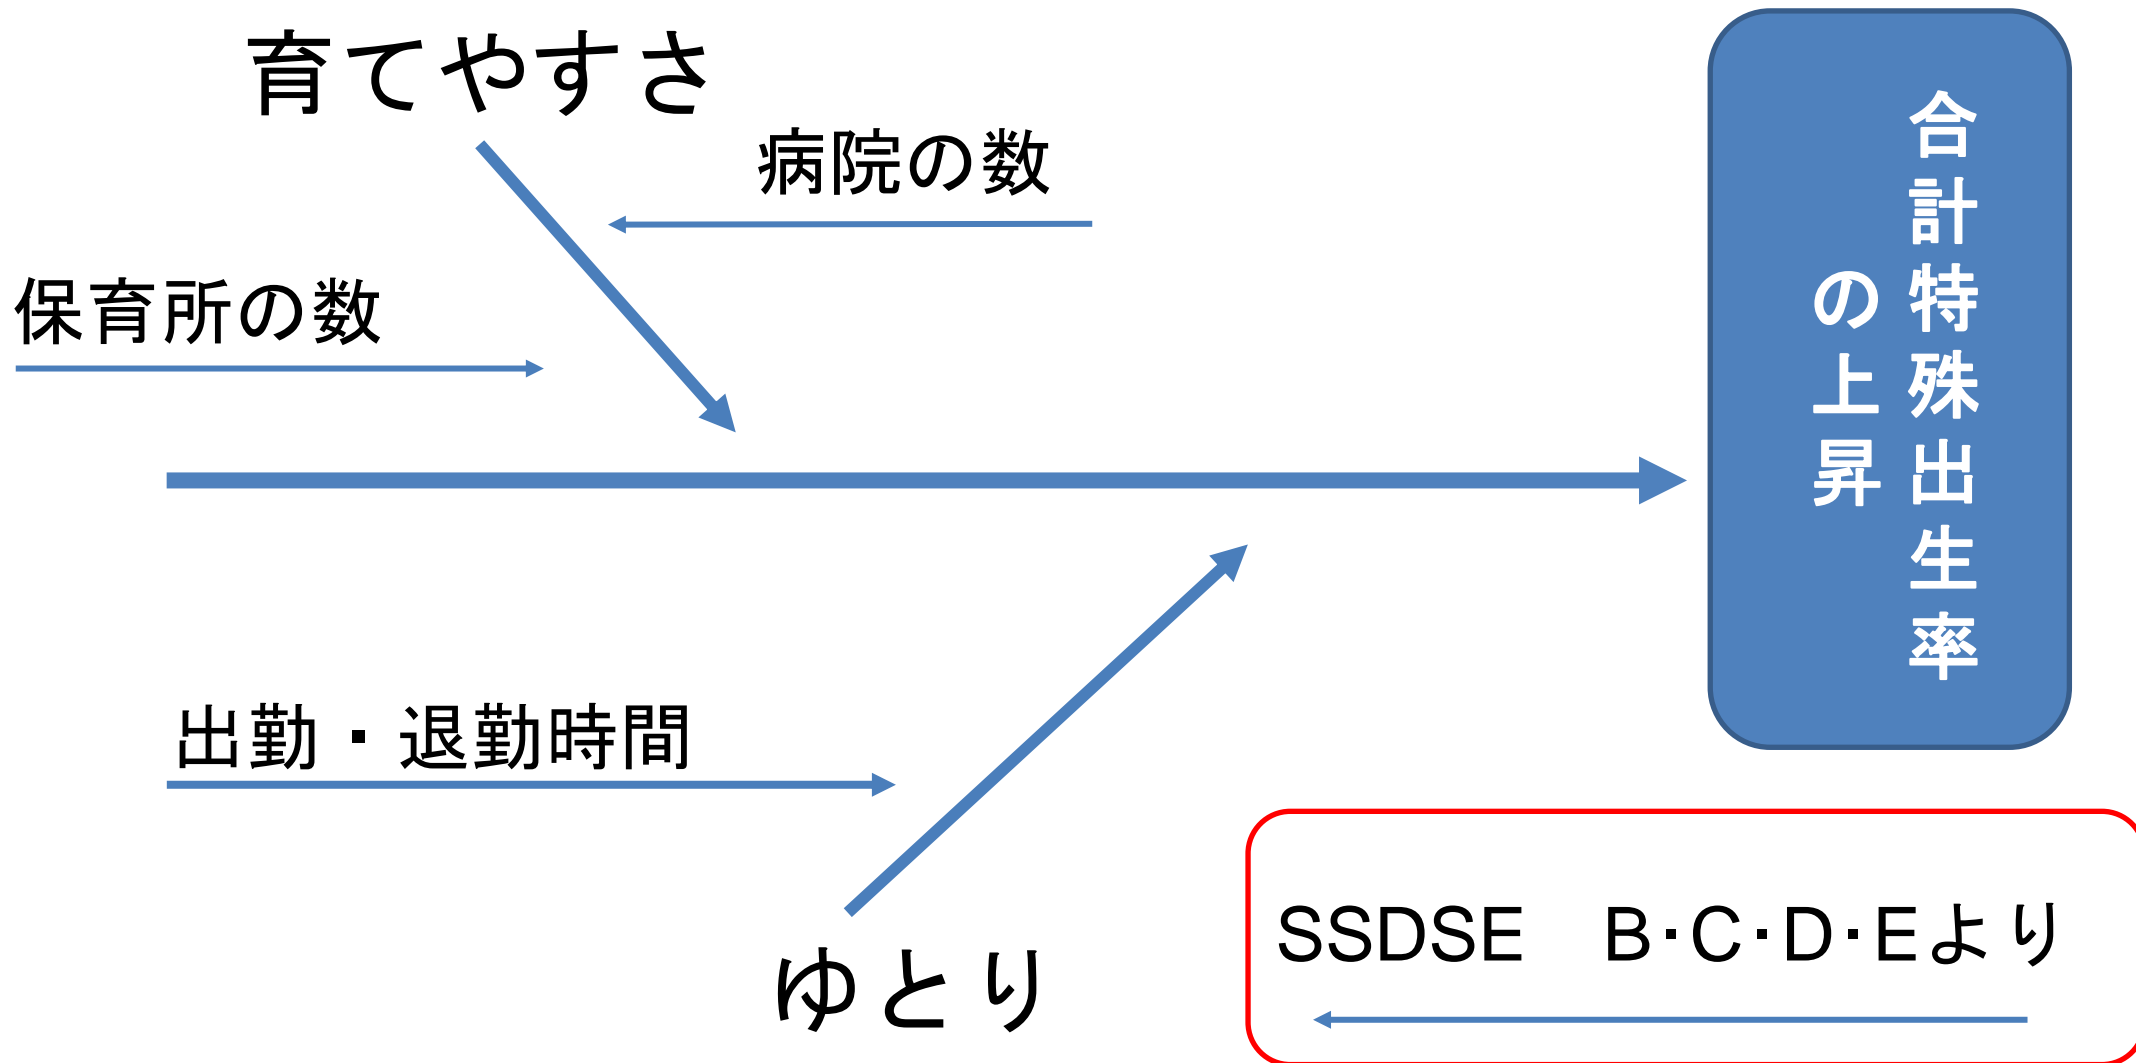 育てやすさ
病院の数
保育所の数
合計特殊出生率
の上昇
出勤・退勤時間
ゆとり
SSDSE　B・C・D・Eより